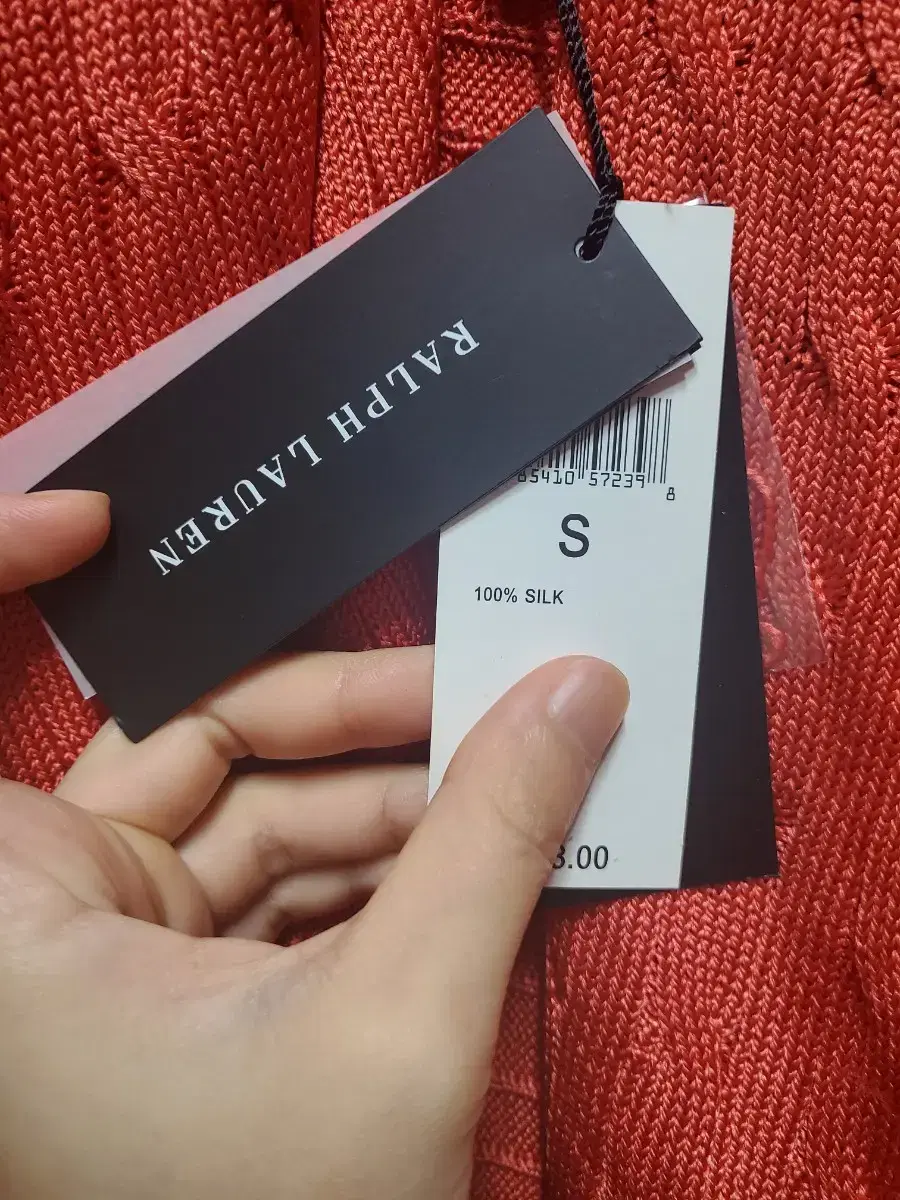 RALPH LAUREN
85410 57239 8
S
100% SILK
3.00